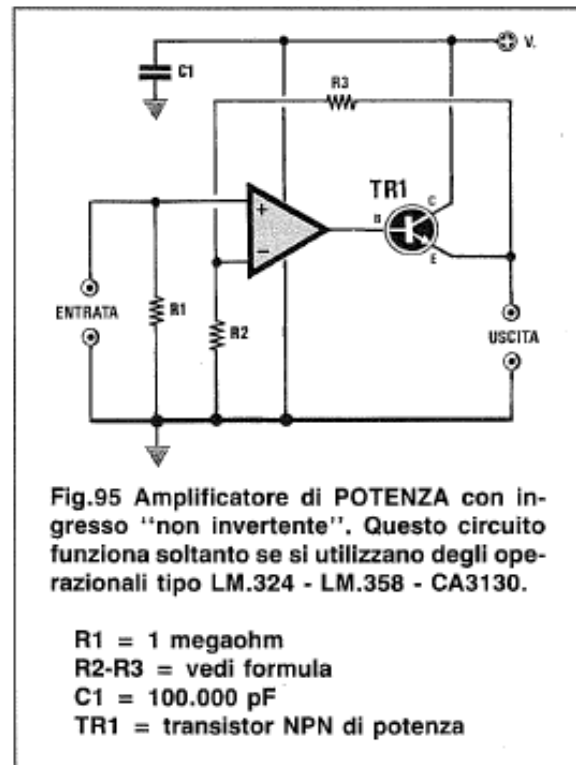 V.
C1
R3
TR1
C
B
E
+
−
ENTRATA
R1
R2
USCITA
Fig.95 Amplificatore di POTENZA con in-
gresso "non invertente". Questo circuito
funziona soltanto se si utilizzano degli ope-
razionali tipo LM.324 - LM.358 - CA3130.
R1 = 1 megaohm
R2-R3 = vedi formula
C1 = 100.000 pF
TR1 = transistor NPN di potenza